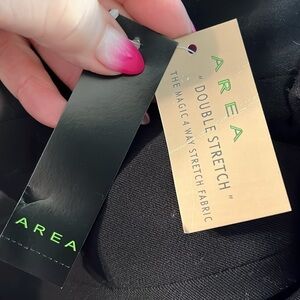 AREA
AREA
" DOUBLE STRETCH "
THE MAGIC 4 WAY STRETCH FABRIC